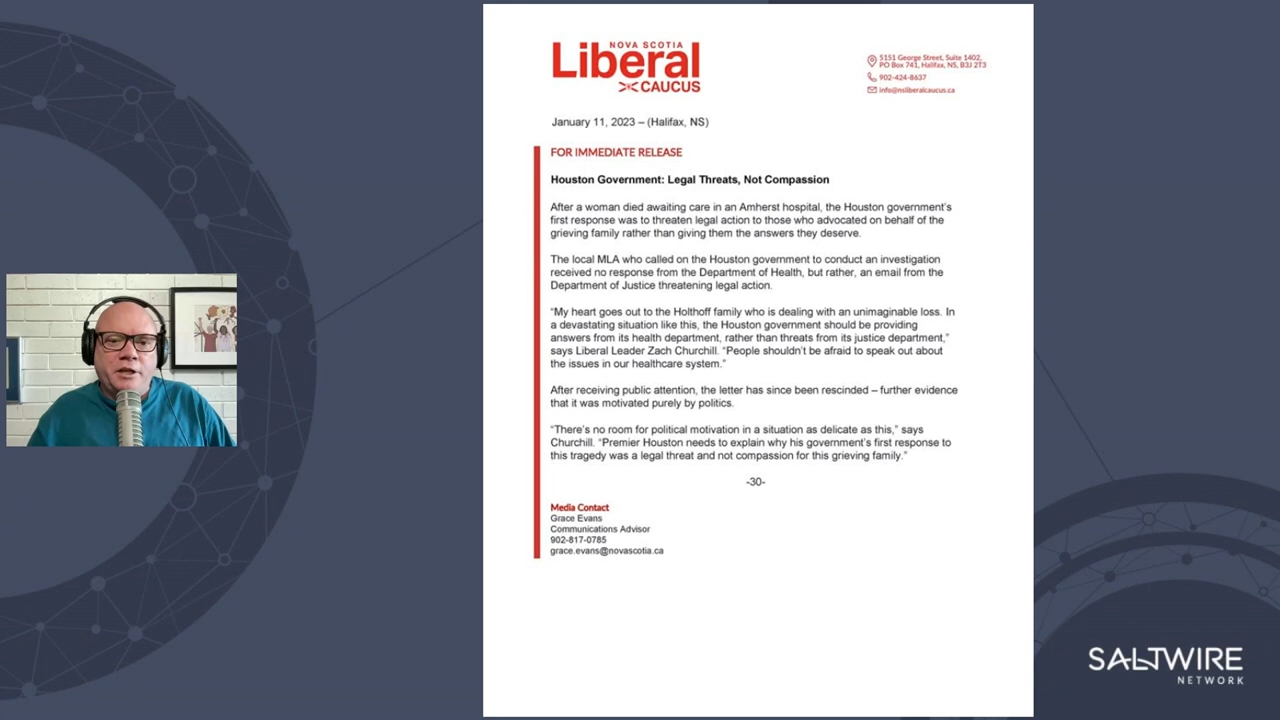 NOVA SCOTIA
Liberal
CAUCUS
5151 George Street, Suite 1402,
PO Box 741, Halifax, NS, B3J 2T3
902-424-8637
info@nsliberalcaucus.ca
January 11, 2023 – (Halifax, NS)
FOR IMMEDIATE RELEASE
Houston Government: Legal Threats, Not Compassion
After a woman died awaiting care in an Amherst hospital, the Houston government's
first response was to threaten legal action to those who advocated on behalf of the
grieving family rather than giving them the answers they deserve.
The local MLA who called on the Houston government to conduct an investigation
received no response from the Department of Health, but rather, an email from the
Department of Justice threatening legal action.
“My heart goes out to the Holthoff family who is dealing with an unimaginable loss. In
a devastating situation like this, the Houston government should be providing
answers from its health department, rather than threats from its justice department,”
says Liberal Leader Zach Churchill. “People shouldn't be afraid to speak out about
the issues in our healthcare system.”
After receiving public attention, the letter has since been rescinded – further evidence
that it was motivated purely by politics.
“There's no room for political motivation in a situation as delicate as this,” says
Churchill. “Premier Houston needs to explain why his government's first response to
this tragedy was a legal threat and not compassion for this grieving family.”
-30-
Media Contact
Grace Evans
Communications Advisor
902-817-0785
grace.evans@novascotia.ca
SALTWIRE
NETWORK